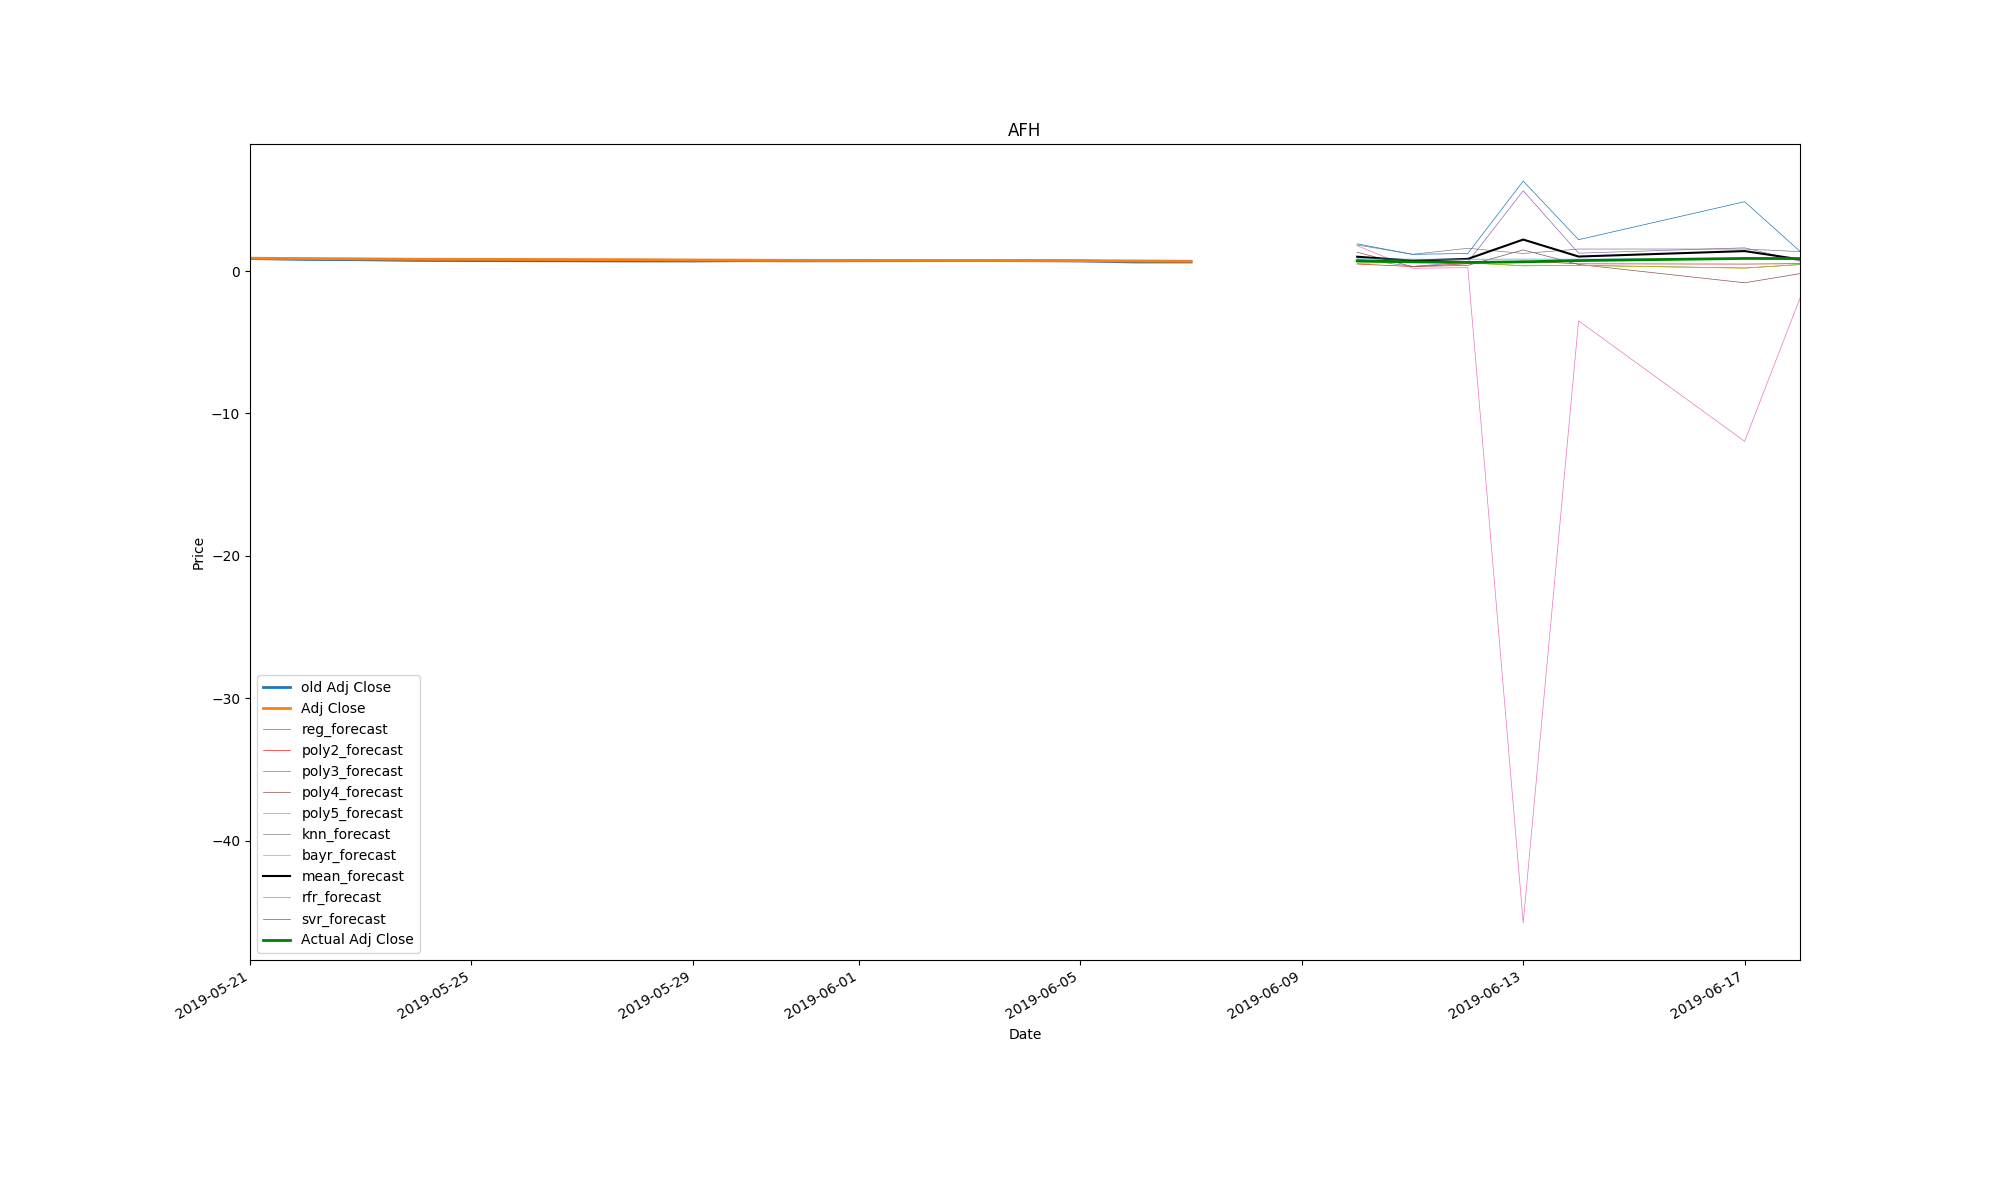 AFH
Price
0
−10
−20
−30
−40
old Adj Close
Adj Close
reg_forecast
poly2_forecast
poly3_forecast
poly4_forecast
poly5_forecast
knn_forecast
bayr_forecast
mean_forecast
rfr_forecast
svr_forecast
Actual Adj Close
2019-05-21
2019-05-25
2019-05-29
2019-06-01
2019-06-05
2019-06-09
2019-06-13
2019-06-17
Date